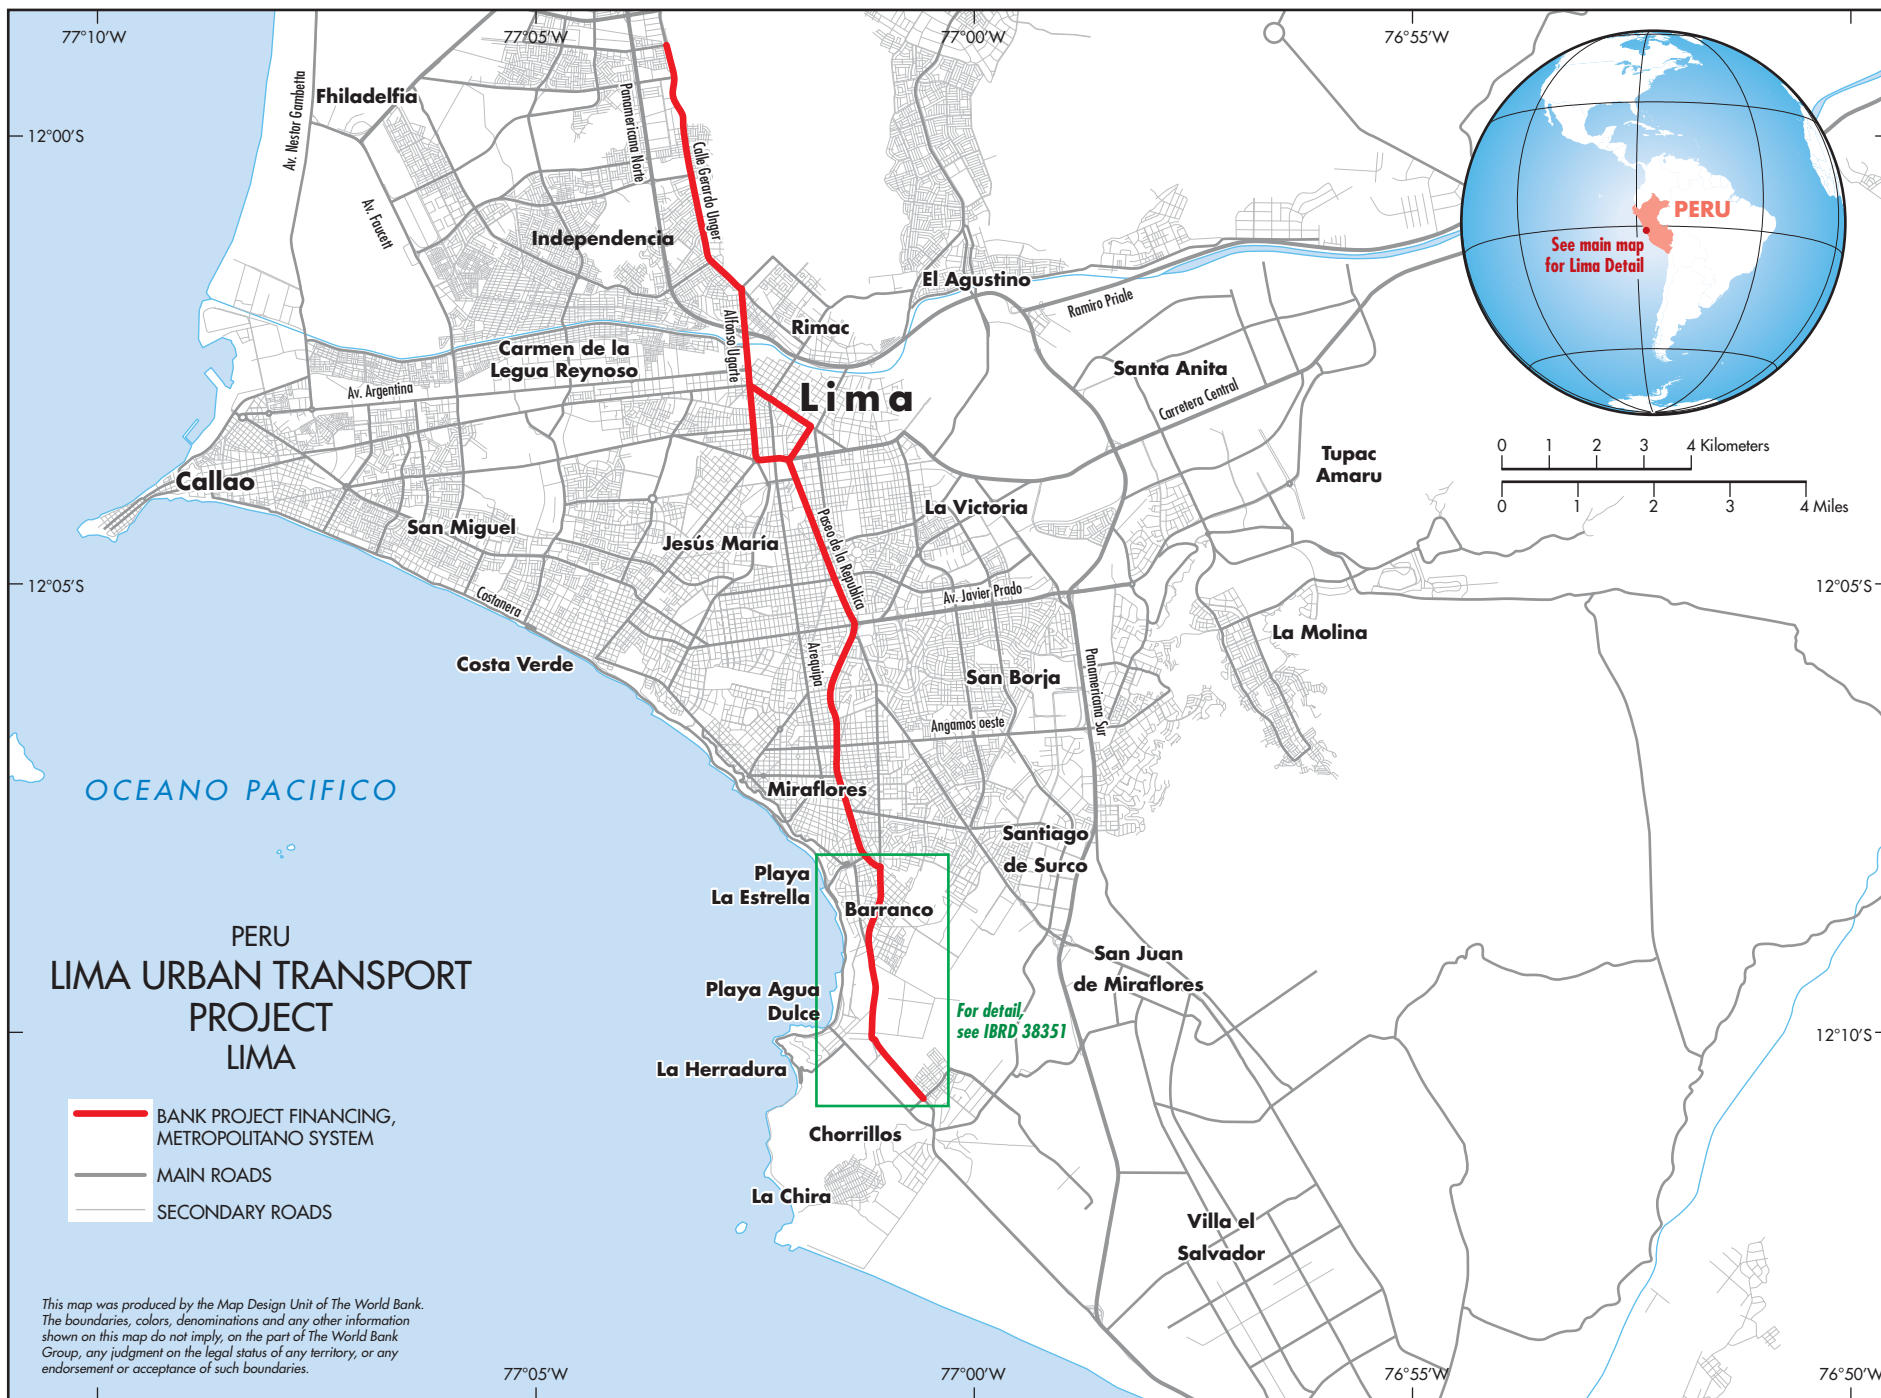 77°10'W
77°05'W
77°00'W
76°55'W
12°00'S
12°05'S
12°05'S
12°10'S
77°05'W
77°00'W
76°55'W
76°50'W
Fhiladelfia
Av. Nestor Gambetta
Panamericana Norte
Calle Gerardo Unger
Av. Faucett
Independencia
El Agustino
Ramiro Priale
Rimac
Alfonso Ugarte
Carmen de la
Legua Reynoso
Av. Argentina
Lima
Santa Anita
Carretera Central
Tupac
Amaru
Callao
San Miguel
Jesús María
La Victoria
Paseo de la Republica
Av. Javier Prado
Costanera
Costa Verde
Arequipa
San Borja
Panamericana Sur
La Molina
Angamos oeste
Miraflores
Santiago
de Surco
Playa
La Estrella
Barranco
San Juan
de Miraflores
Playa Agua
Dulce
For detail,
see IBRD 38351
La Herradura
Chorrillos
La Chira
Villa el
Salvador
OCEANO PACIFICO
PERU
See main map
for Lima Detail
0 1 2 3 4 Kilometers
0 1 2 3 4 Miles
PERU
LIMA URBAN TRANSPORT
PROJECT
LIMA
BANK PROJECT FINANCING,
METROPOLITANO SYSTEM
MAIN ROADS
SECONDARY ROADS
This map was produced by the Map Design Unit of The World Bank.
The boundaries, colors, denominations and any other information
shown on this map do not imply, on the part of The World Bank
Group, any judgment on the legal status of any territory, or any
endorsement or acceptance of such boundaries.